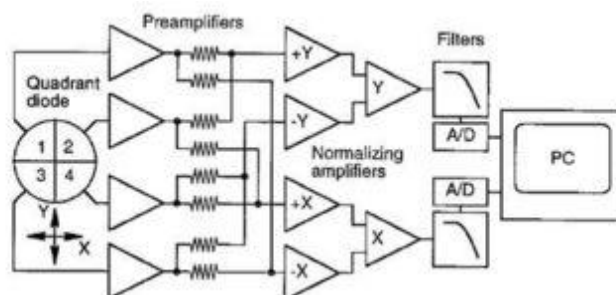 Preamplifiers
Filters
Quadrant
diode
+Y
-Y
Y
1 2
3 4
A/D
PC
Normalizing
amplifiers
A/D
Y
X
+X
-X
X